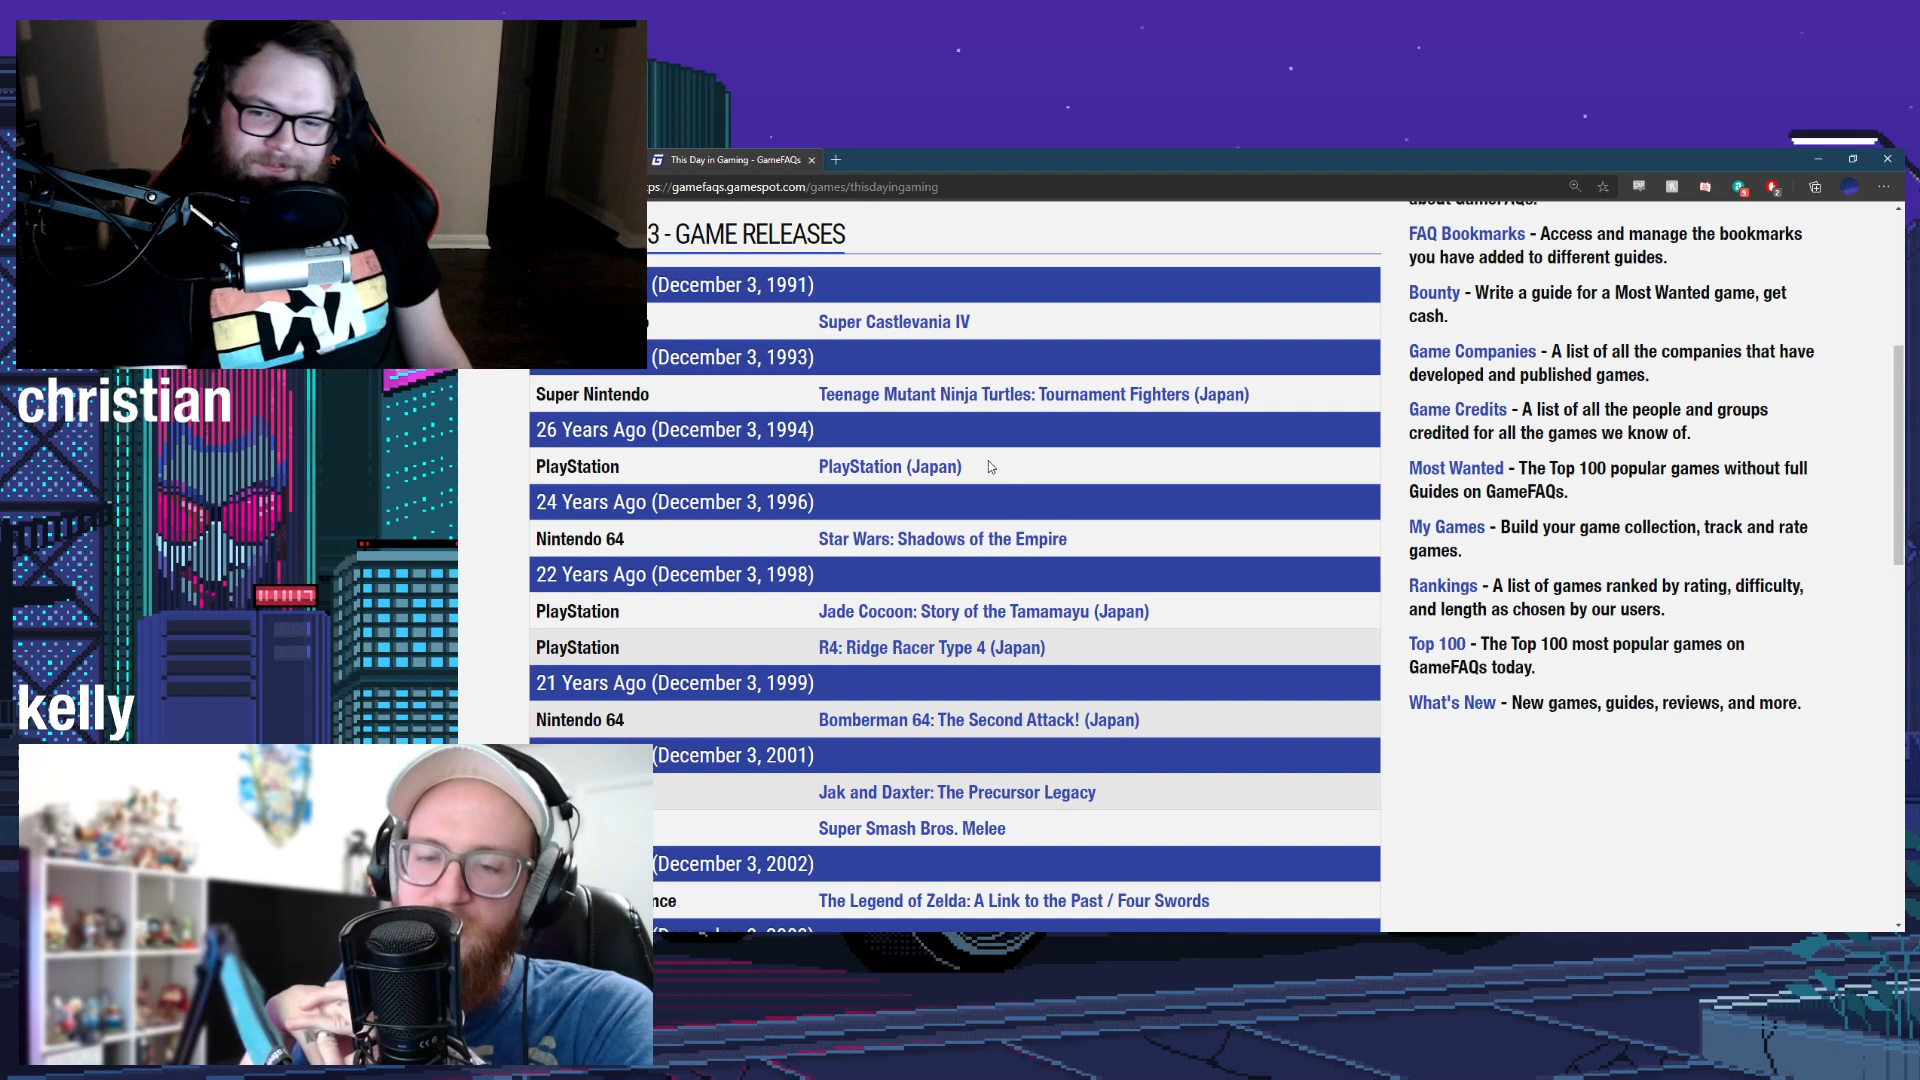 This Day in Gaming - GameFAQs
ps://gamefaqs.gamespot.com/games/thisdayingaming
3 - GAME RELEASES
(December 3, 1991)
Super Castlevania IV
(December 3, 1993)
Super Nintendo Teenage Mutant Ninja Turtles: Tournament Fighters (Japan)
26 Years Ago (December 3, 1994)
PlayStation PlayStation (Japan)
24 Years Ago (December 3, 1996)
Nintendo 64 Star Wars: Shadows of the Empire
22 Years Ago (December 3, 1998)
PlayStation Jade Cocoon: Story of the Tamamayu (Japan)
PlayStation R4: Ridge Racer Type 4 (Japan)
21 Years Ago (December 3, 1999)
Nintendo 64 Bomberman 64: The Second Attack! (Japan)
(December 3, 2001)
Jak and Daxter: The Precursor Legacy
Super Smash Bros. Melee
(December 3, 2002)
nce The Legend of Zelda: A Link to the Past / Four Swords
about GameFAQs.
FAQ Bookmarks - Access and manage the bookmarks
you have added to different guides.
Bounty - Write a guide for a Most Wanted game, get
cash.
Game Companies - A list of all the companies that have
developed and published games.
Game Credits - A list of all the people and groups
credited for all the games we know of.
Most Wanted - The Top 100 popular games without full
Guides on GameFAQs.
My Games - Build your game collection, track and rate
games.
Rankings - A list of games ranked by rating, difficulty,
and length as chosen by our users.
Top 100 - The Top 100 most popular games on
GameFAQs today.
What's New - New games, guides, reviews, and more.
christian
kelly